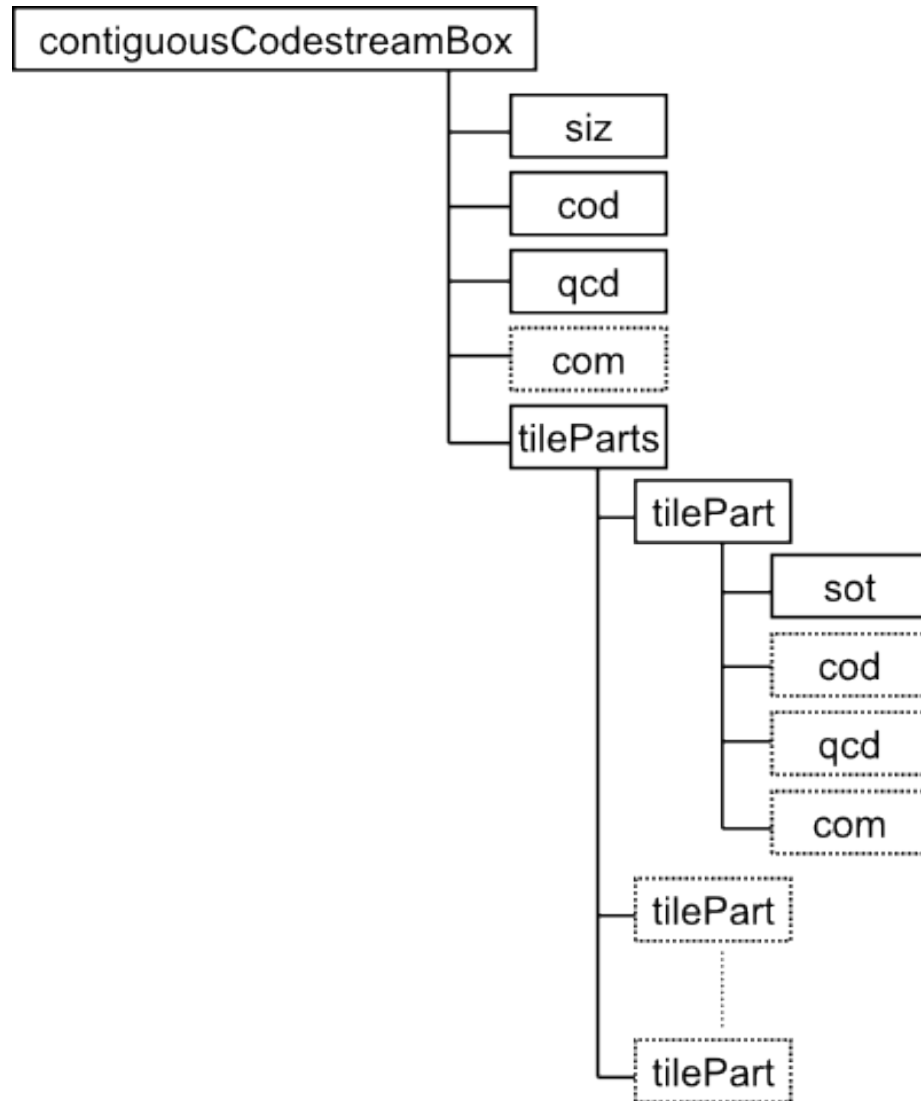 contiguousCodestreamBox
siz
cod
qcd
com
tileParts
tilePart
sot
cod
qcd
com
tilePart
tilePart